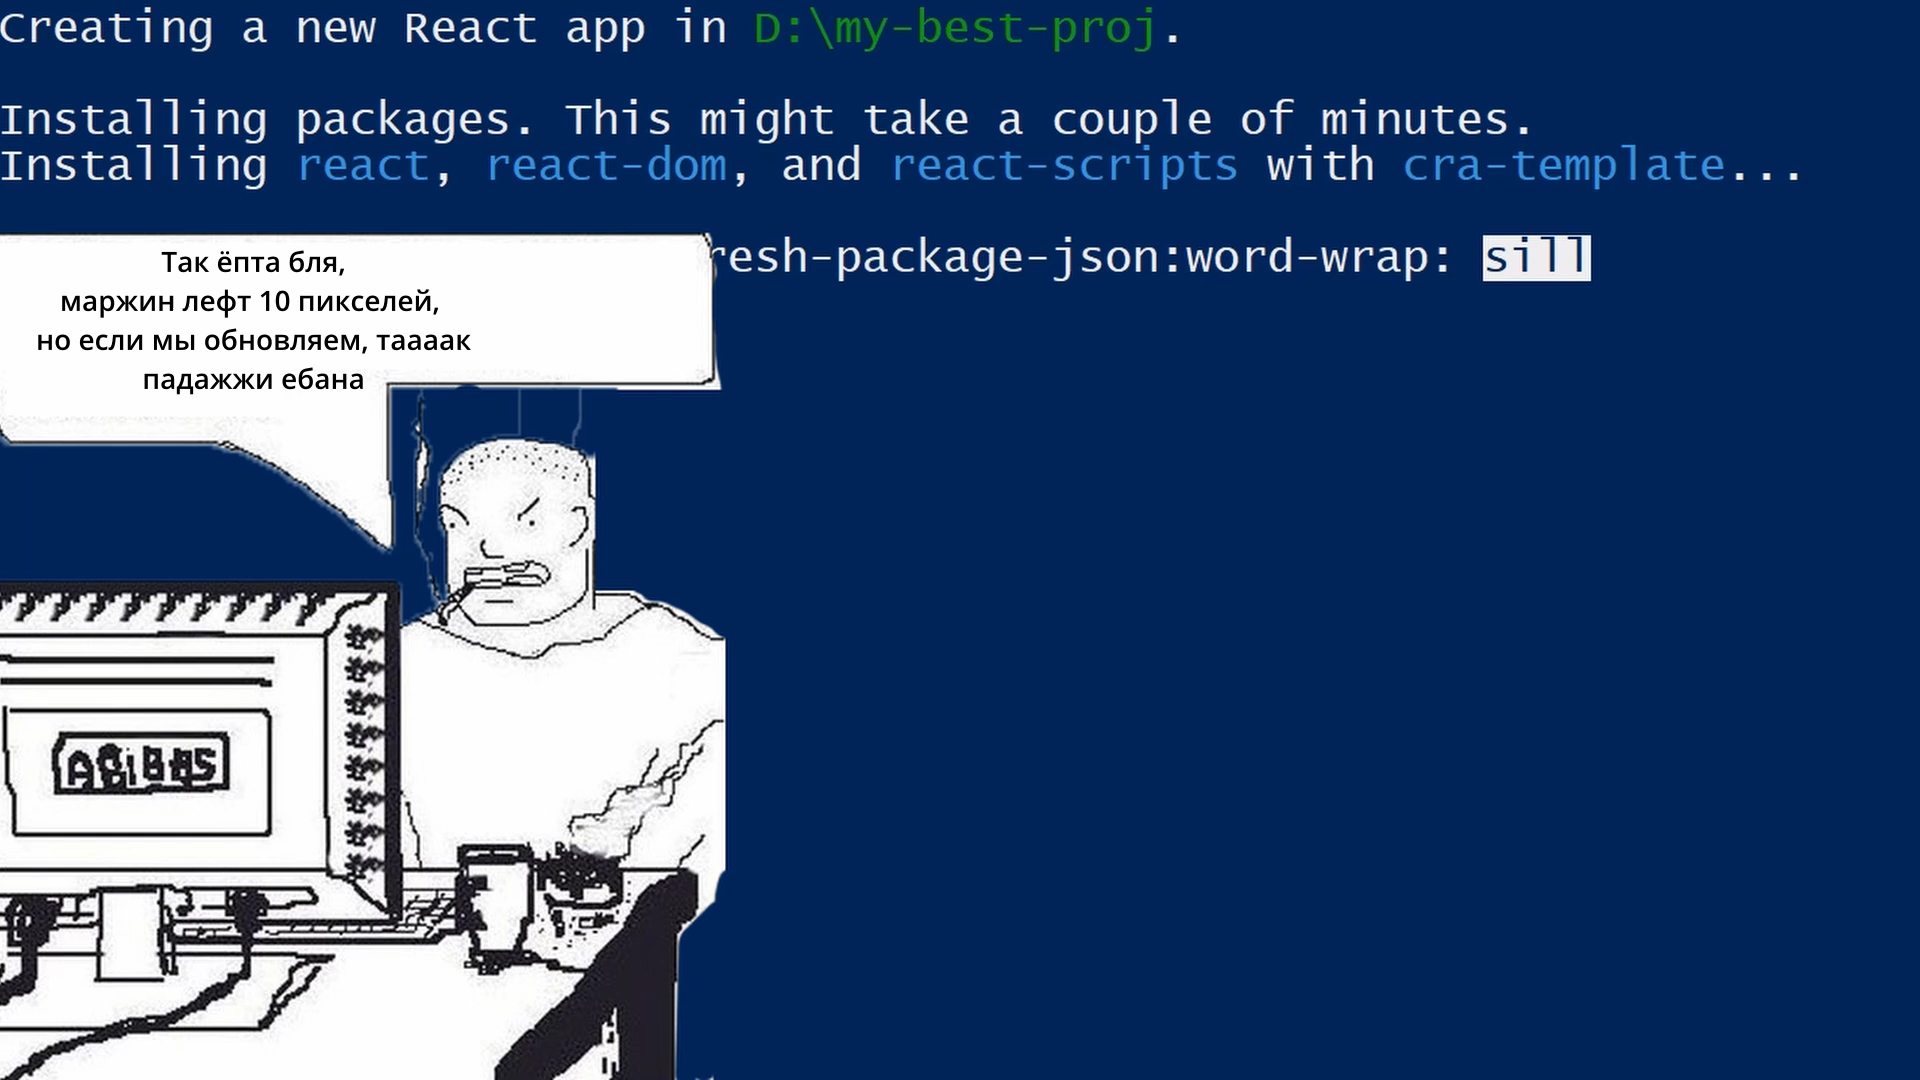 Creating a new React app in D:\my-best-proj.
Installing packages. This might take a couple of minutes.
Installing react, react-dom, and react-scripts with cra-template...
resh-package-json:word-wrap: sill
Так ёпта бля,
маржин лефт 10 пикселей,
но если мы обновляем, таааак
падажжи ебана
ABIBAS